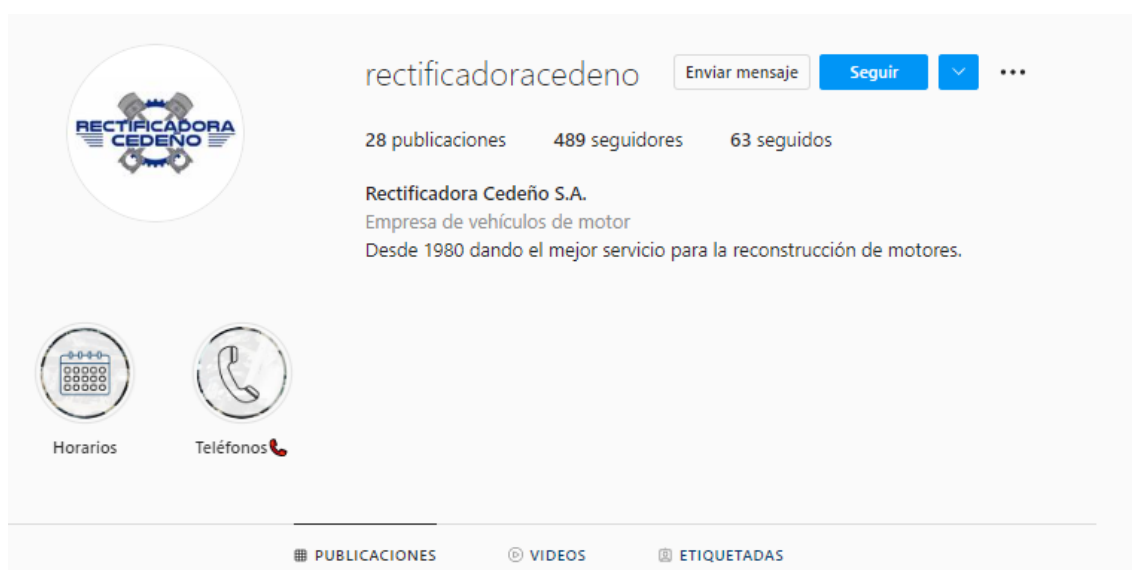 RECTIFICADORA
CEDEÑO
rectificadoracedeno Enviar mensaje Seguir
28 publicaciones 489 seguidores 63 seguidos
Rectificadora Cedeño S.A.
Empresa de vehículos de motor
Desde 1980 dando el mejor servicio para la reconstrucción de motores.
Horarios Teléfonos📞
PUBLICACIONES VIDEOS ETIQUETADAS